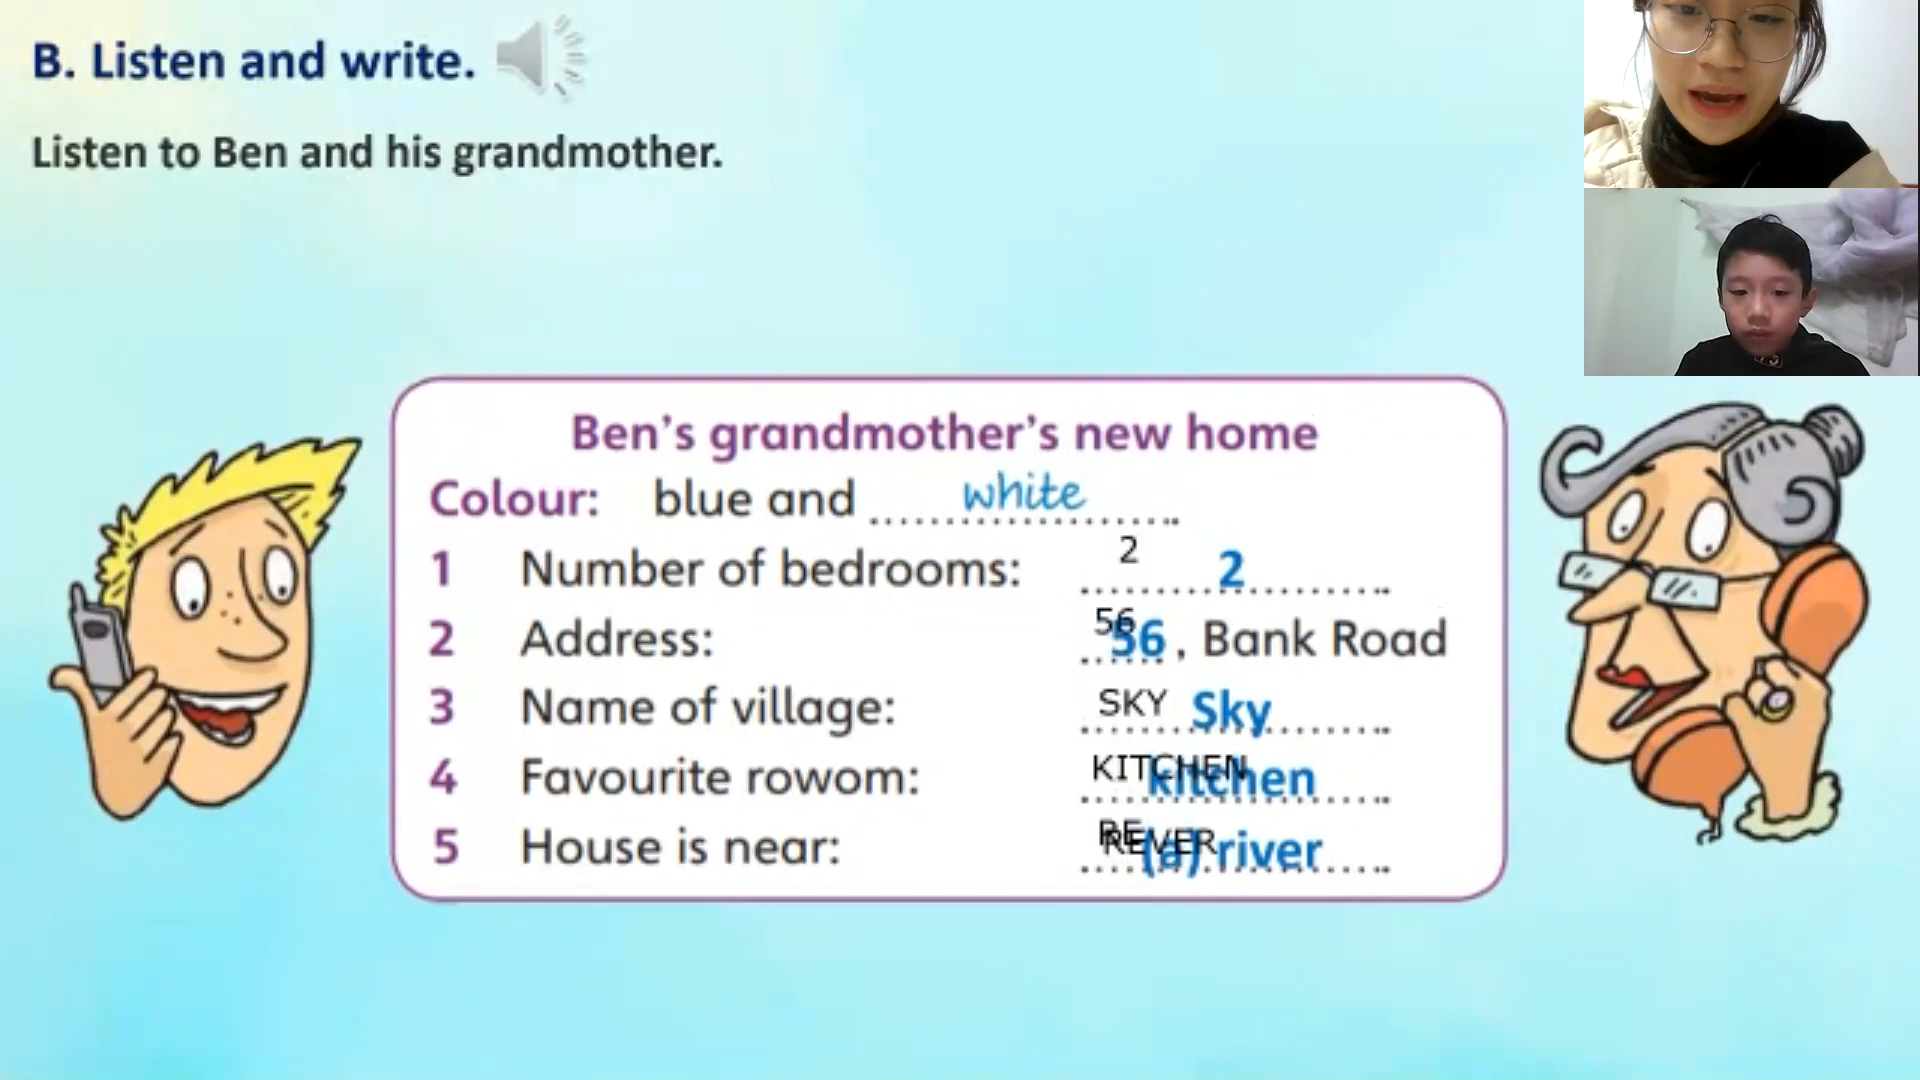 B. Listen and write.
Listen to Ben and his grandmother.
Ben's grandmother's new home
Colour: blue and white
1 Number of bedrooms: 2 2
2 Address: 56 56, Bank Road
3 Name of village: SKY Sky
4 Favourite rowom: KITCHEN kitchen
5 House is near: RE REVER (a) river